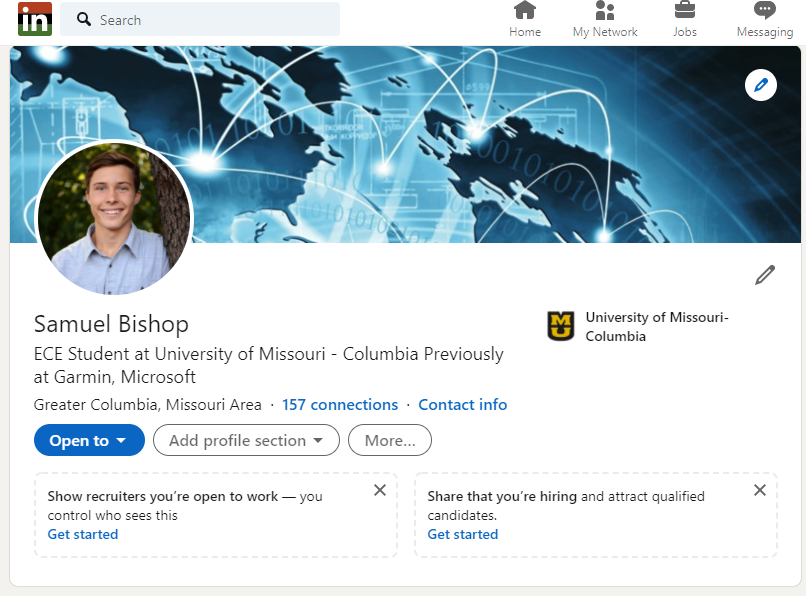 in
Search
Home
My Network
Jobs
Messaging
Samuel Bishop
ECE Student at University of Missouri - Columbia Previously
at Garmin, Microsoft
Greater Columbia, Missouri Area · 157 connections · Contact info
University of Missouri-
Columbia
Open to
Add profile section
More...
Show recruiters you're open to work — you
control who sees this
Get started
Share that you're hiring and attract qualified
candidates.
Get started